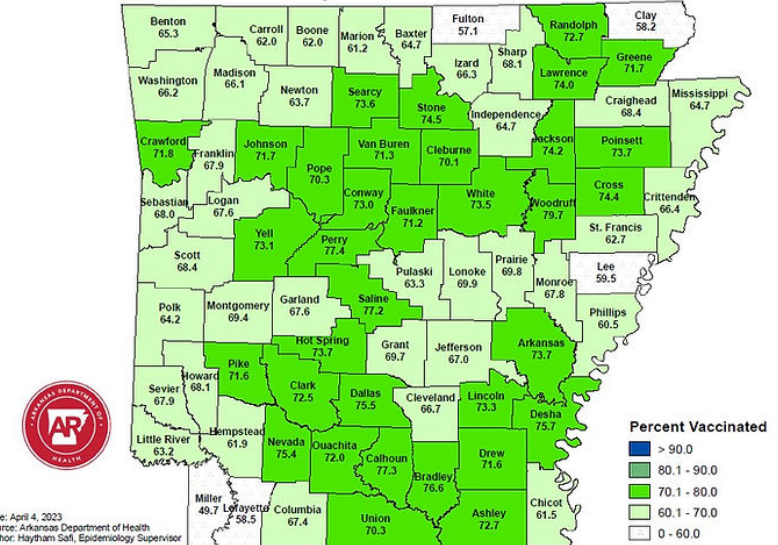 Benton
65.3
Carroll
62.0
Boone
62.0
Marion
61.2
Baxter
64.7
Fulton
57.1
Randolph
72.7
Clay
58.2
Sharp
68.1
Greene
71.7
Washington
66.2
Madison
66.1
Newton
63.7
Searcy
73.6
Stone
74.5
Izard
66.3
Lawrence
74.0
Independence
64.7
Craighead
68.4
Mississippi
64.7
Crawford
71.8
Franklin
67.9
Johnson
71.7
Pope
70.3
Van Buren
71.3
Cleburne
70.1
Jackson
74.2
Poinsett
73.7
Sebastian
68.0
Logan
67.6
Conway
73.0
Faulkner
71.2
White
73.5
Woodruff
79.7
Cross
74.4
Crittenden
66.4
Yell
73.1
Perry
77.4
St. Francis
62.7
Scott
68.4
Pulaski
63.3
Lonoke
69.9
Prairie
69.8
Monroe
67.8
Lee
59.5
Polk
64.2
Montgomery
69.4
Garland
67.6
Saline
77.2
Phillips
60.5
Hot Spring
73.7
Grant
69.7
Jefferson
67.0
Arkansas
73.7
Howard
68.1
Pike
71.6
Sevier
67.9
Clark
72.5
Dallas
75.5
Cleveland
66.7
Lincoln
73.3
Desha
75.7
Little River
63.2
Hempstead
61.9
Nevada
75.4
Ouachita
72.0
Calhoun
77.3
Bradley
76.6
Drew
71.6
Miller
49.7
Lafayette
58.5
Columbia
67.4
Union
70.3
Ashley
72.7
Chicot
61.5
ARKANSAS DEPARTMENT OF
AR
HEALTH
Percent Vaccinated
> 90.0
80.1 - 90.0
70.1 - 80.0
60.1 - 70.0
0 - 60.0
e: April 4, 2023
urce: Arkansas Department of Health
hor: Haytham Safi, Epidemiology Supervisor